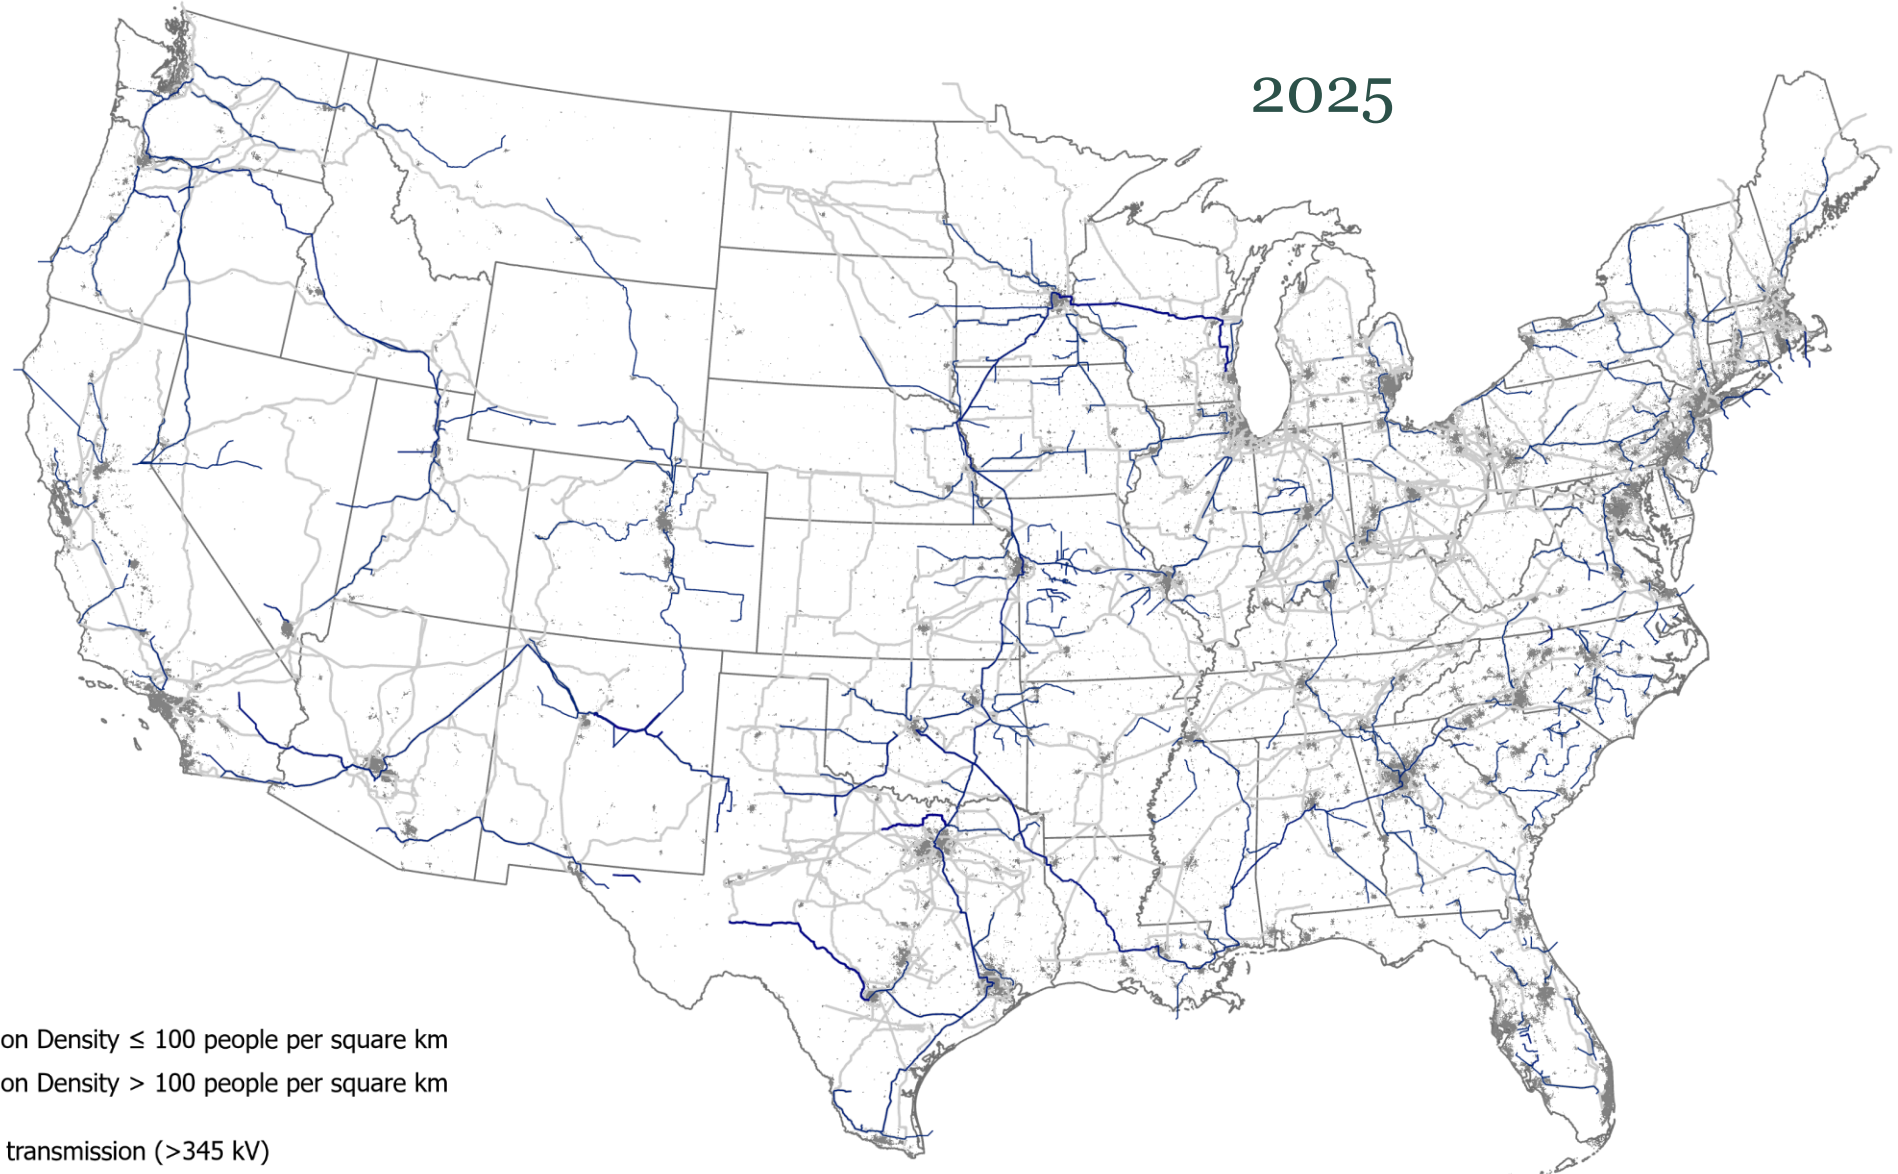 2025
on Density ≤ 100 people per square km
on Density > 100 people per square km
transmission (>345 kV)